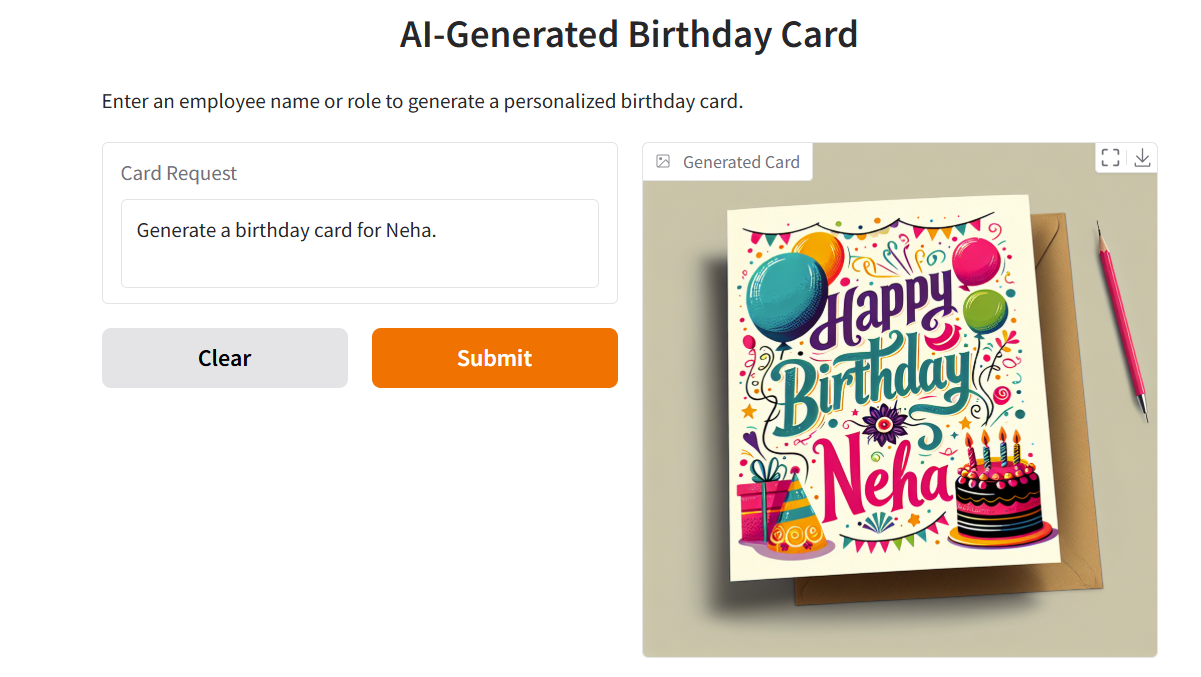 AI-Generated Birthday Card
Enter an employee name or role to generate a personalized birthday card.
Card Request
Generate a birthday card for Neha.
Clear
Submit
Generated Card
Happy
Birthday
Neha